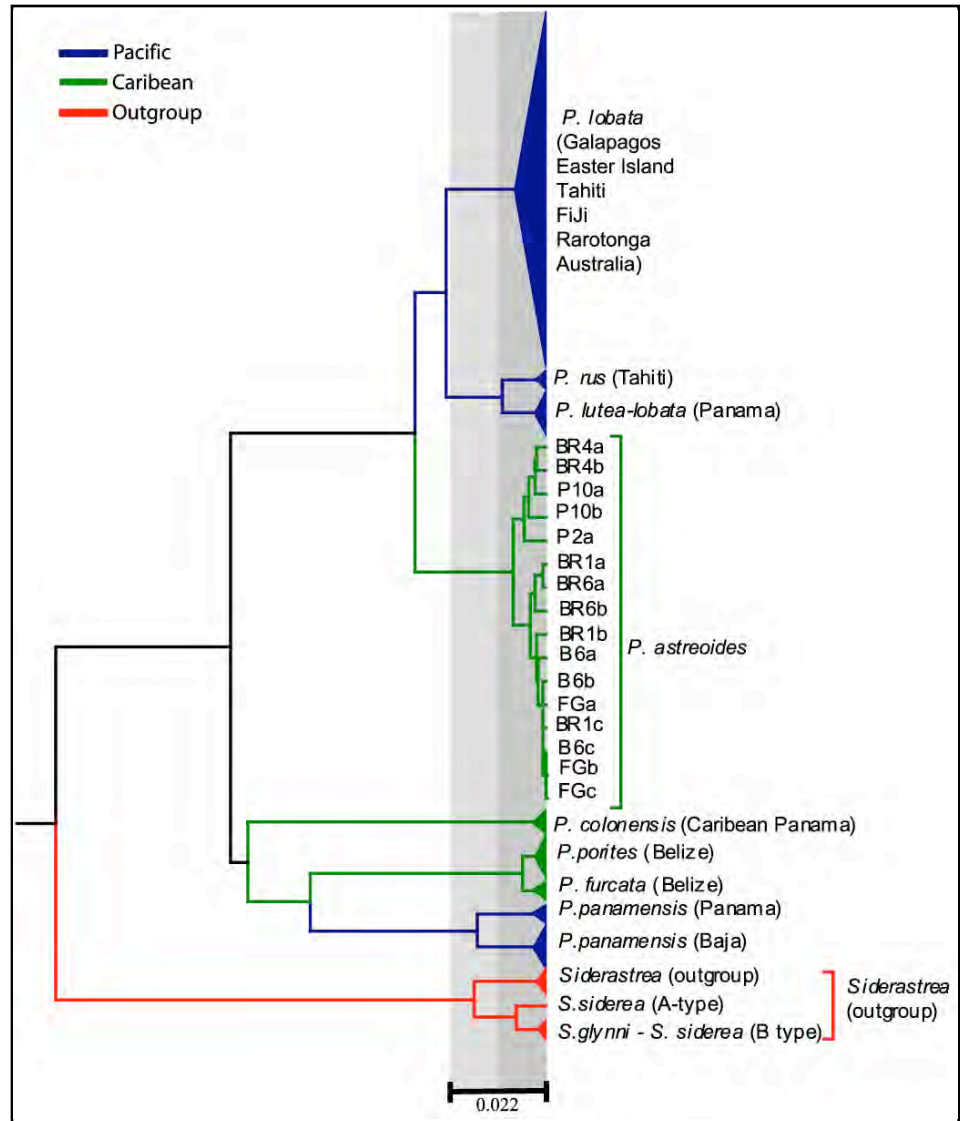 Pacific
Caribean
Outgroup
P. lobata
(Galapagos
Easter Island
Tahiti
FiJi
Rarotonga
Australia)
P. rus (Tahiti)
P. lutea-lobata (Panama)
BR4a
BR4b
P10a
P10b
P2a
BR1a
BR6a
BR6b
BR1b
B6a
B6b
FGa
BR1c
B6c
FGb
FGc
P. astreoides
P. colonensis (Caribean Panama)
P.porites (Belize)
P. furcata (Belize)
P.panamensis (Panama)
P.panamensis (Baja)
Siderastrea (outgroup)
S.siderea (A-type)
S.glynni - S. siderea (B type)
Siderastrea
(outgroup)
0.022